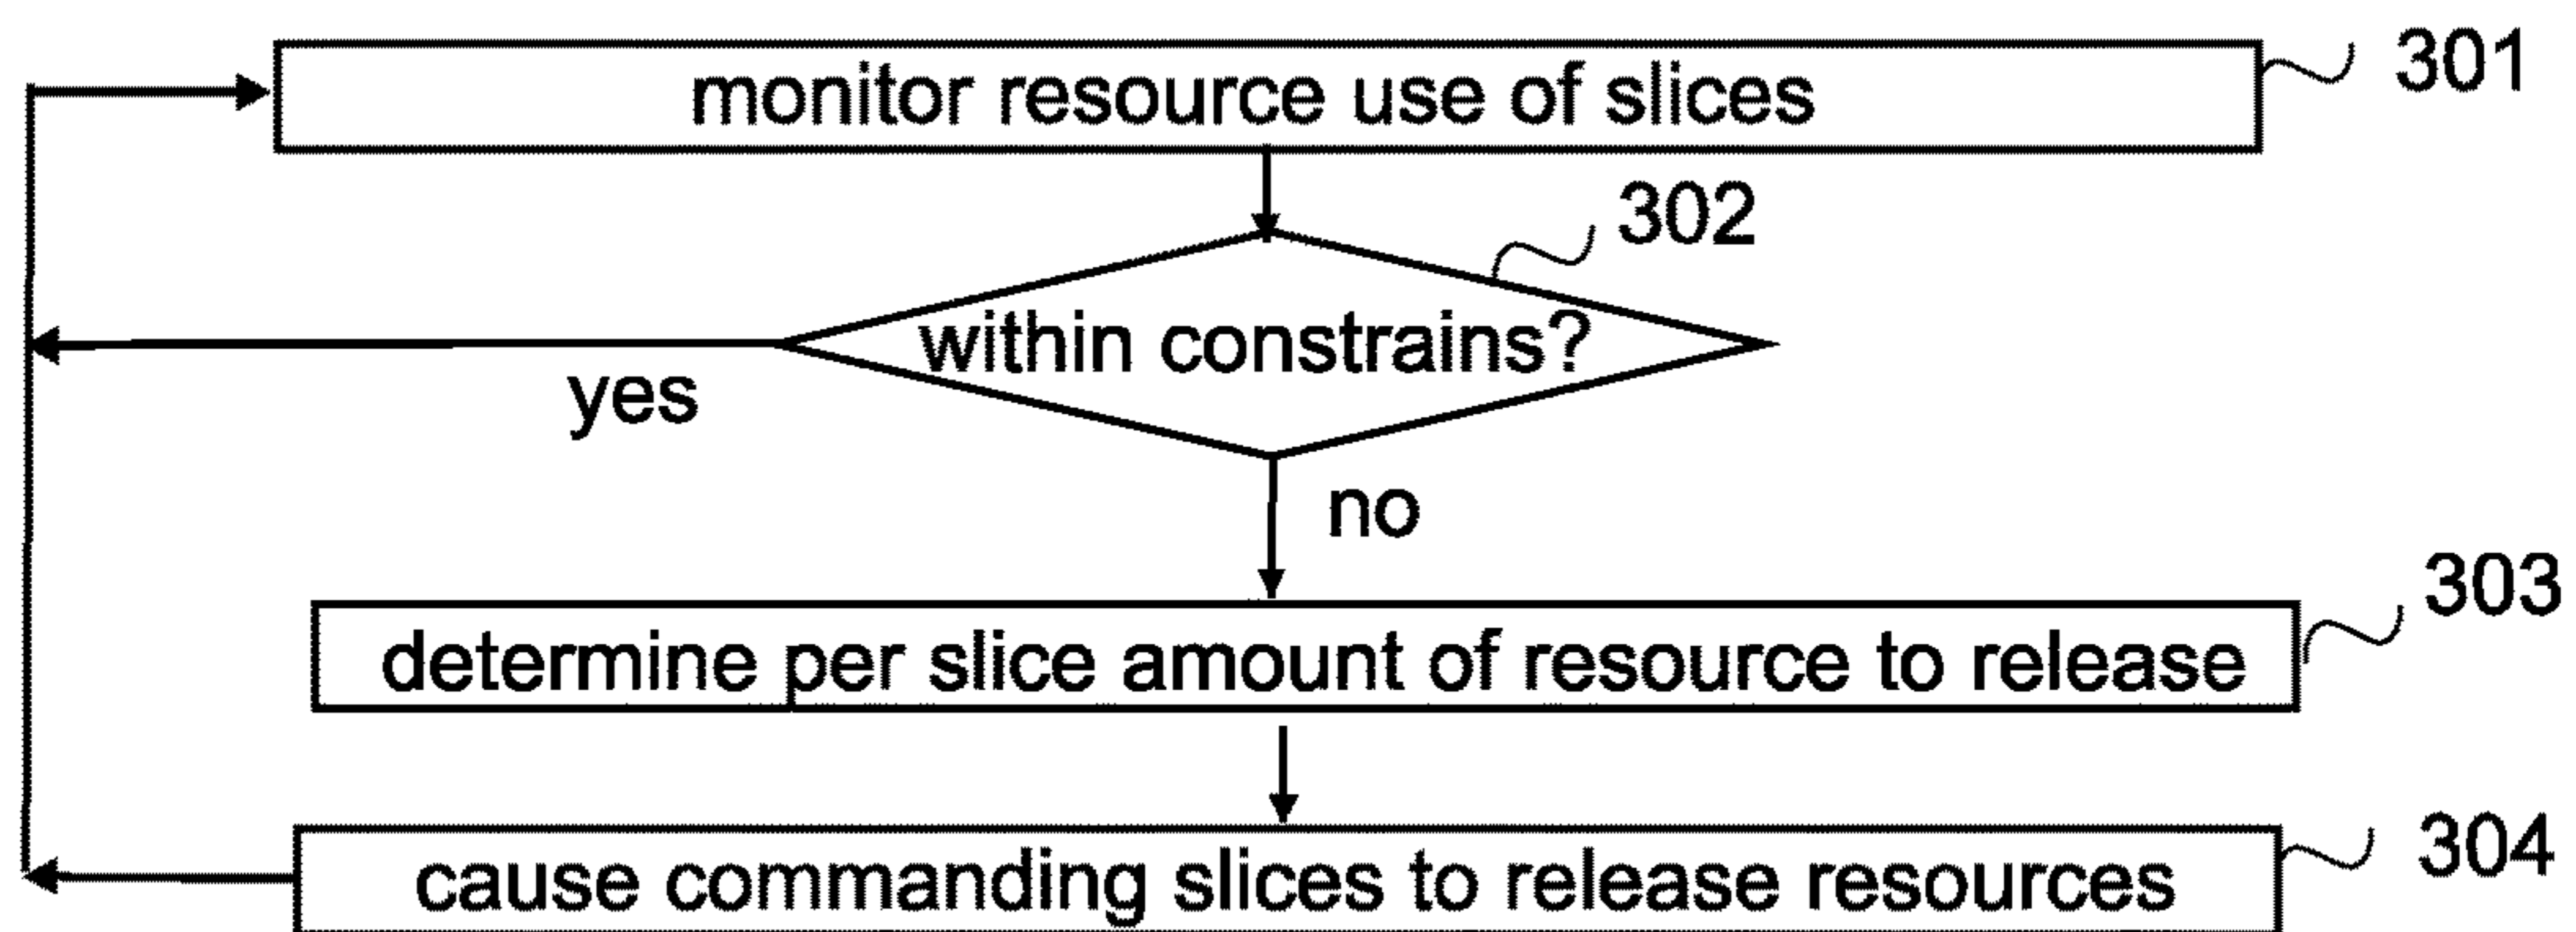 monitor resource use of slices
301
302
within constrains?
yes
no
303
determine per slice amount of resource to release
304
cause commanding slices to release resources